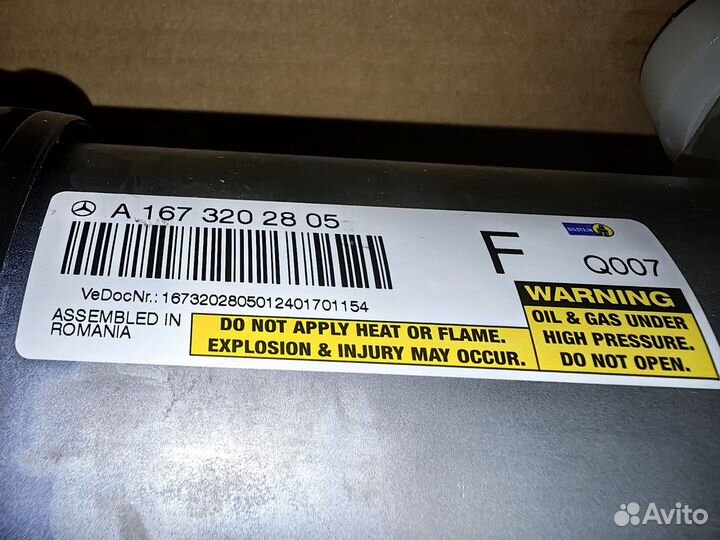 A 167 320 28 05
F
BILSTEIN
Q007
VeDocNr.: 1673202805012401701154
ASSEMBLED IN
ROMANIA
DO NOT APPLY HEAT OR FLAME.
EXPLOSION & INJURY MAY OCCUR.
WARNING
OIL & GAS UNDER
HIGH PRESSURE.
DO NOT OPEN.
Avito